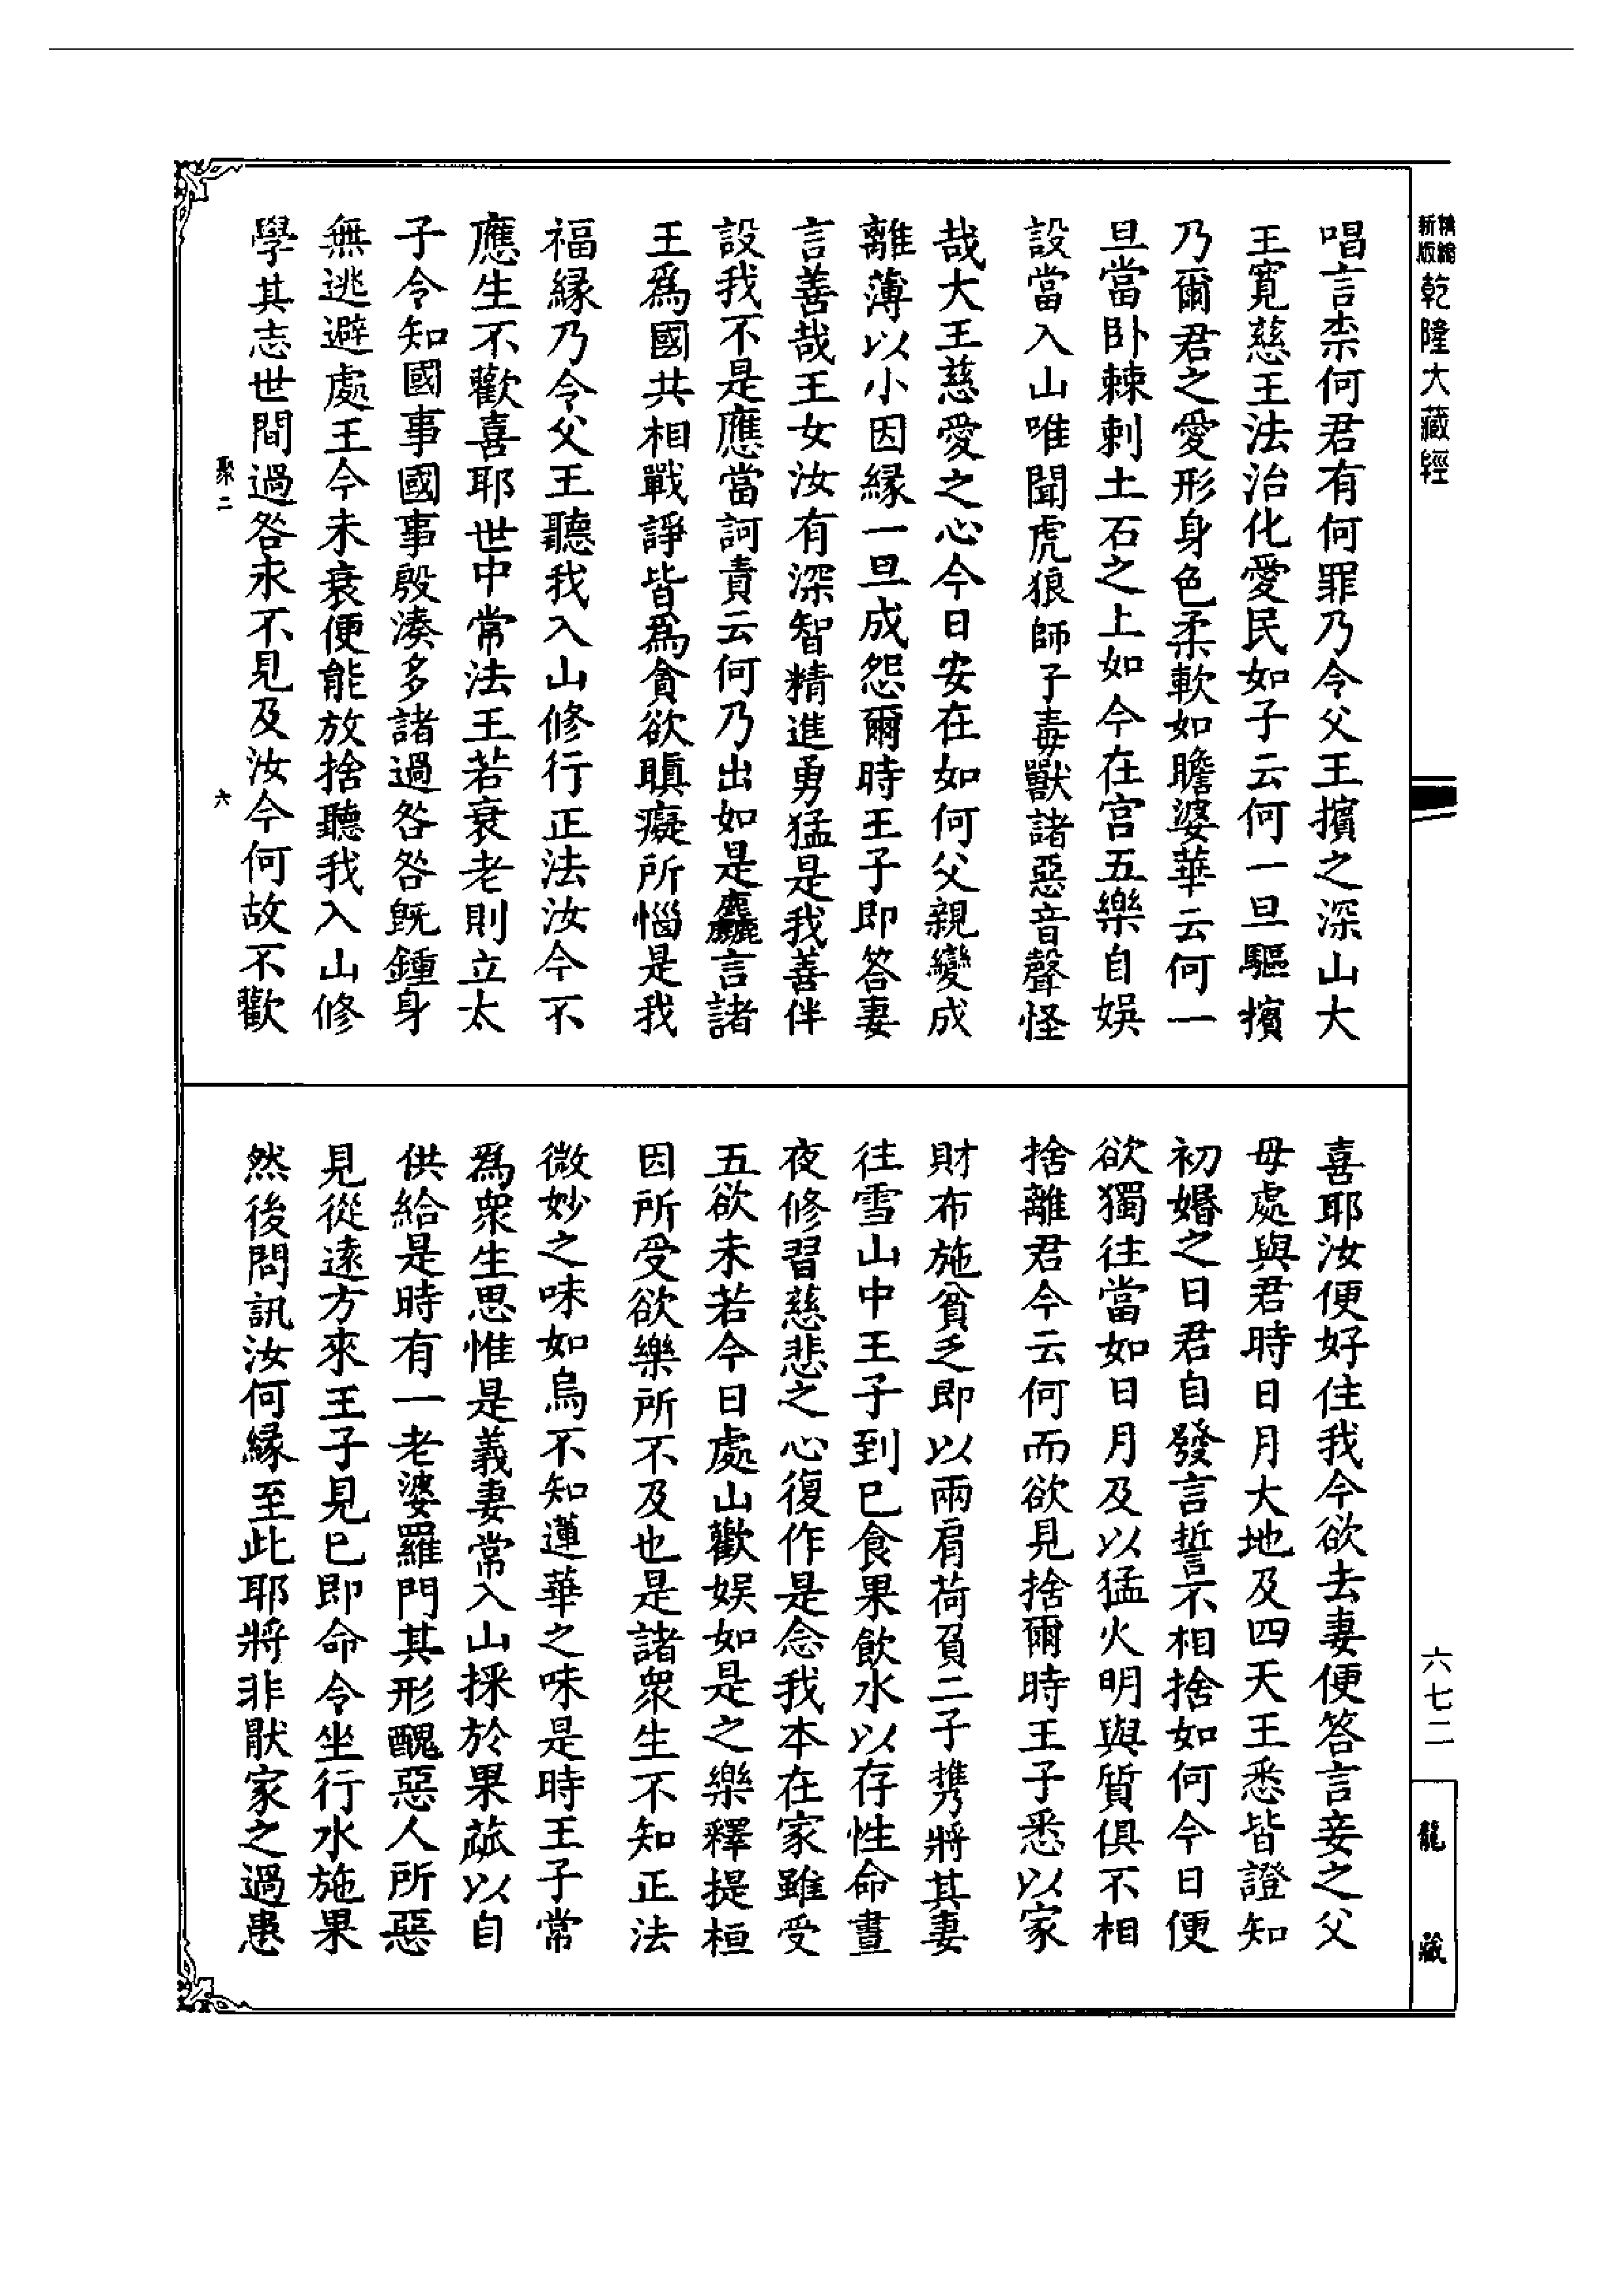 精繪
新版
乾隆大藏經
六七二
龍藏
唱言柰何君有何罪乃令父王擯之深山大
王寬慈王法治化愛民如子云何一旦驅擯
乃爾君之愛形身色柔軟如瞻婆華云何一
旦當卧棘剌土石之上如今在宫五樂自娛
設當入山唯聞虎狼師子毒獸諸惡音聲怪
哉大王慈愛之心今日安在如何父親變成
離薄以小因縁一旦成怨爾時王子即答妻
言善哉王女汝有深智精進勇猛是我善伴
設我不是應當訶責云何乃出如是麤言諸
王爲國共相戰諍皆爲貪欲瞋癡所惱是我
福縁乃令父王聽我入山修行正法汝今不
應生不歡喜耶世中常法王若衰老則立太
子令知國事國事殷湊多諸過咎咎旣鍾身
無逃避處王今未衰便能放捨聽我入山修
學其志世間過咎永不見及汝今何故不歡
聚二
六
喜耶汝便好住我今欲去妻便答言妾之父
母處與君時日月大地及四天王悉皆證知
初婚之日君自發言誓不相捨如何今日便
欲獨往當如日月及以猛火明與質俱不相
捨離君今云何而欲見捨爾時王子悉以家
財布施貧乏即以兩肩荷負二子携將其妻
往雪山中王子到已食果飲水以存性命晝
夜修習慈悲之心復作是念我本在家雖受
五欲未若今日處山歡娱如是之樂釋提桓
因所受欲樂所不及也是諸衆生不知正法
微妙之味如烏不知蓮華之味是時王子常
爲衆生思惟是義妻常入山採於果蓏以自
供給是時有一老婆羅門其形醜惡人所惡
見從逺方來王子見已即命令坐行水施果
然後問訊汝何縁至此耶將非猒家之過患